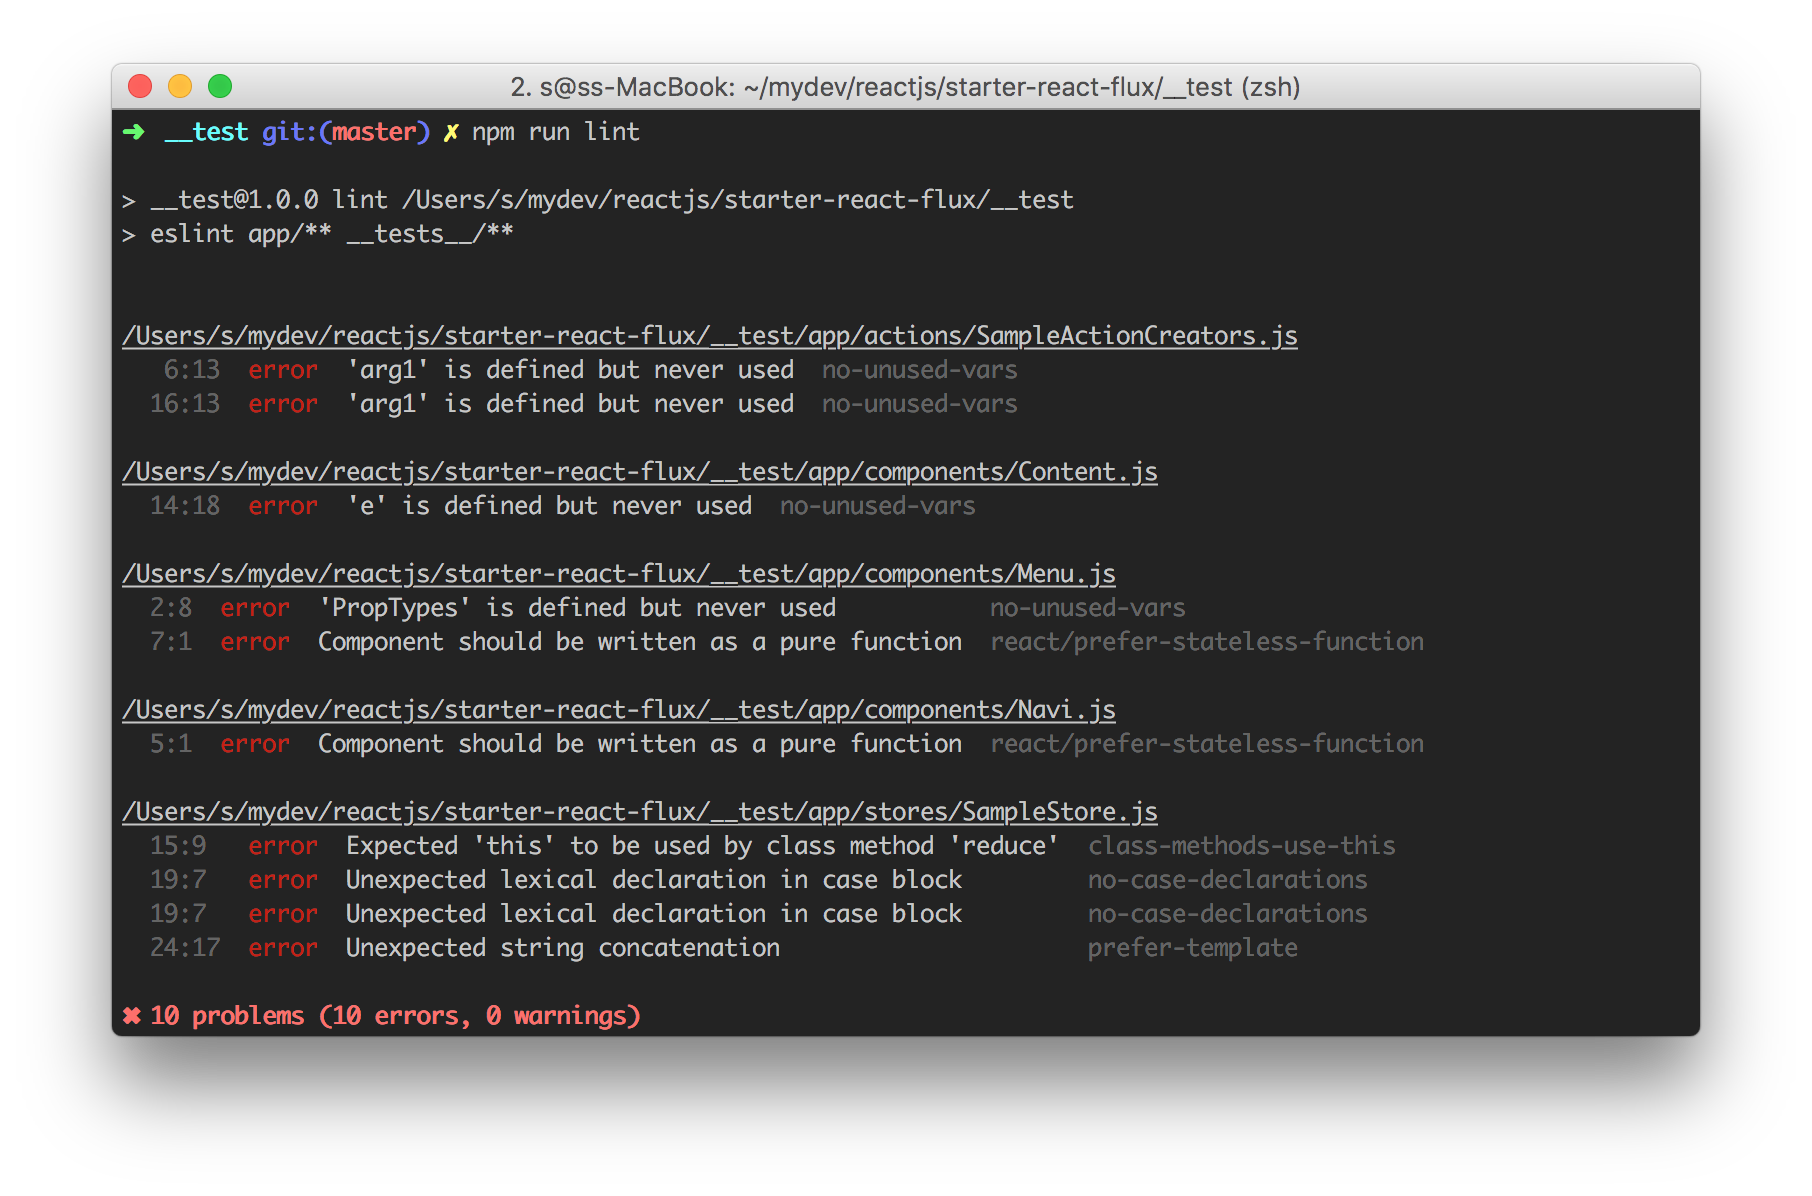 2. s@ss-MacBook: ~/mydev/reactjs/starter-react-flux/__test (zsh)
➜  __test git:(master) ✗ npm run lint
> __test@1.0.0 lint /Users/s/mydev/reactjs/starter-react-flux/__test
> eslint app/** __tests__/**
/Users/s/mydev/reactjs/starter-react-flux/__test/app/actions/SampleActionCreators.js
6:13  error  'arg1' is defined but never used  no-unused-vars
16:13  error  'arg1' is defined but never used  no-unused-vars
/Users/s/mydev/reactjs/starter-react-flux/__test/app/components/Content.js
14:18  error  'e' is defined but never used  no-unused-vars
/Users/s/mydev/reactjs/starter-react-flux/__test/app/components/Menu.js
2:8  error  'PropTypes' is defined but never used  no-unused-vars
7:1  error  Component should be written as a pure function  react/prefer-stateless-function
/Users/s/mydev/reactjs/starter-react-flux/__test/app/components/Navi.js
5:1  error  Component should be written as a pure function  react/prefer-stateless-function
/Users/s/mydev/reactjs/starter-react-flux/__test/app/stores/SampleStore.js
15:9  error  Expected 'this' to be used by class method 'reduce'  class-methods-use-this
19:7  error  Unexpected lexical declaration in case block  no-case-declarations
19:7  error  Unexpected lexical declaration in case block  no-case-declarations
24:17  error  Unexpected string concatenation  prefer-template
✖ 10 problems (10 errors, 0 warnings)